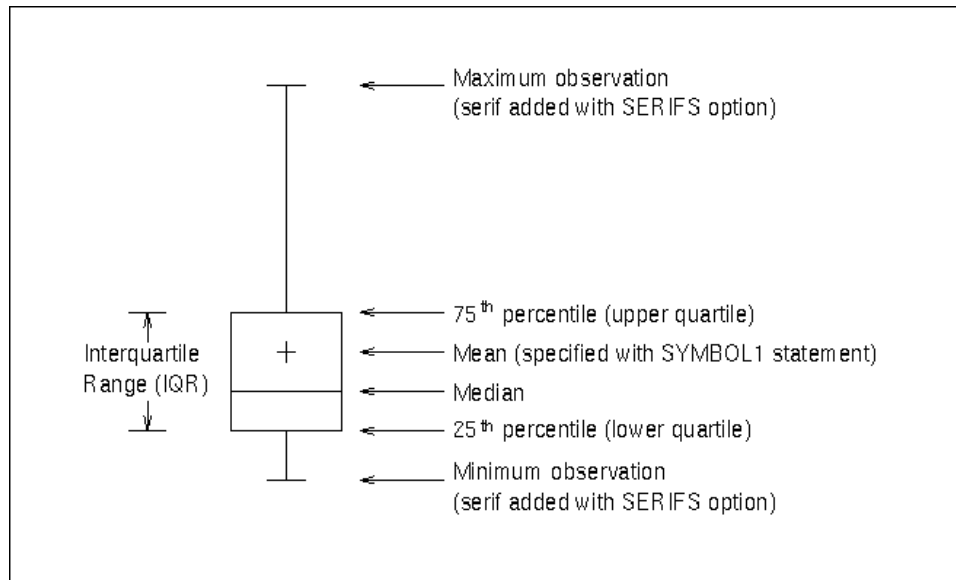 Maximum observation
(serif added with SERIFS option)
75th percentile (upper quartile)
Mean (specified with SYMBOL1 statement)
Interquartile
Range (IQR)
Median
25th percentile (lower quartile)
Minimum observation
(serif added with SERIFS option)